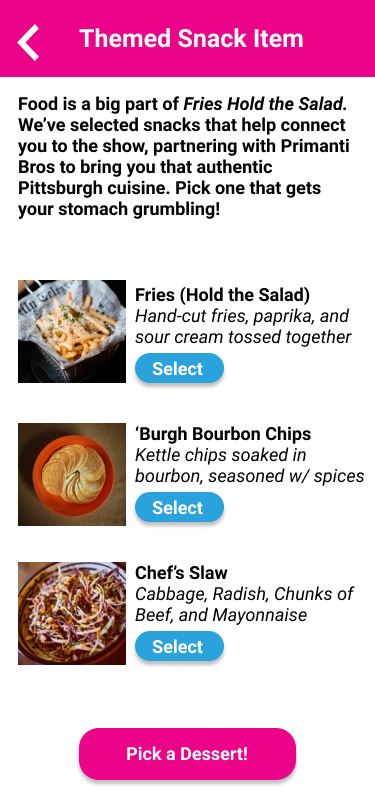 Themed Snack Item
Food is a big part of Fries Hold the Salad.
We’ve selected snacks that help connect
you to the show, partnering with Primanti
Bros to bring you that authentic
Pittsburgh cuisine. Pick one that gets
your stomach grumbling!
Fries (Hold the Salad)
Hand-cut fries, paprika, and
sour cream tossed together
Select
‘Burgh Bourbon Chips
Kettle chips soaked in
bourbon, seasoned w/ spices
Select
Chef’s Slaw
Cabbage, Radish, Chunks of
Beef, and Mayonnaise
Select
Pick a Dessert!